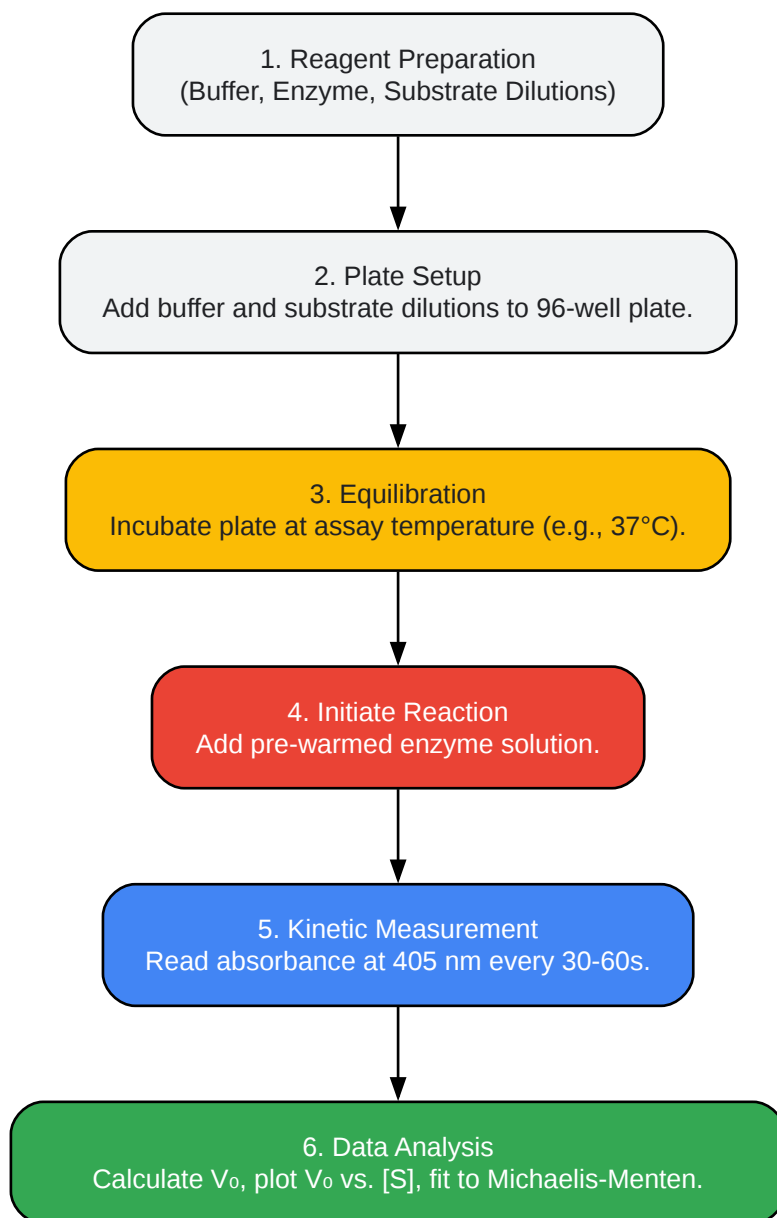 1. Reagent Preparation
(Buffer, Enzyme, Substrate Dilutions)
2. Plate Setup
Add buffer and substrate dilutions to 96-well plate.
3. Equilibration
Incubate plate at assay temperature (e.g., 37°C).
4. Initiate Reaction
Add pre-warmed enzyme solution.
5. Kinetic Measurement
Read absorbance at 405 nm every 30-60s.
6. Data Analysis
Calculate V₀, plot V₀ vs. [S], fit to Michaelis-Menten.